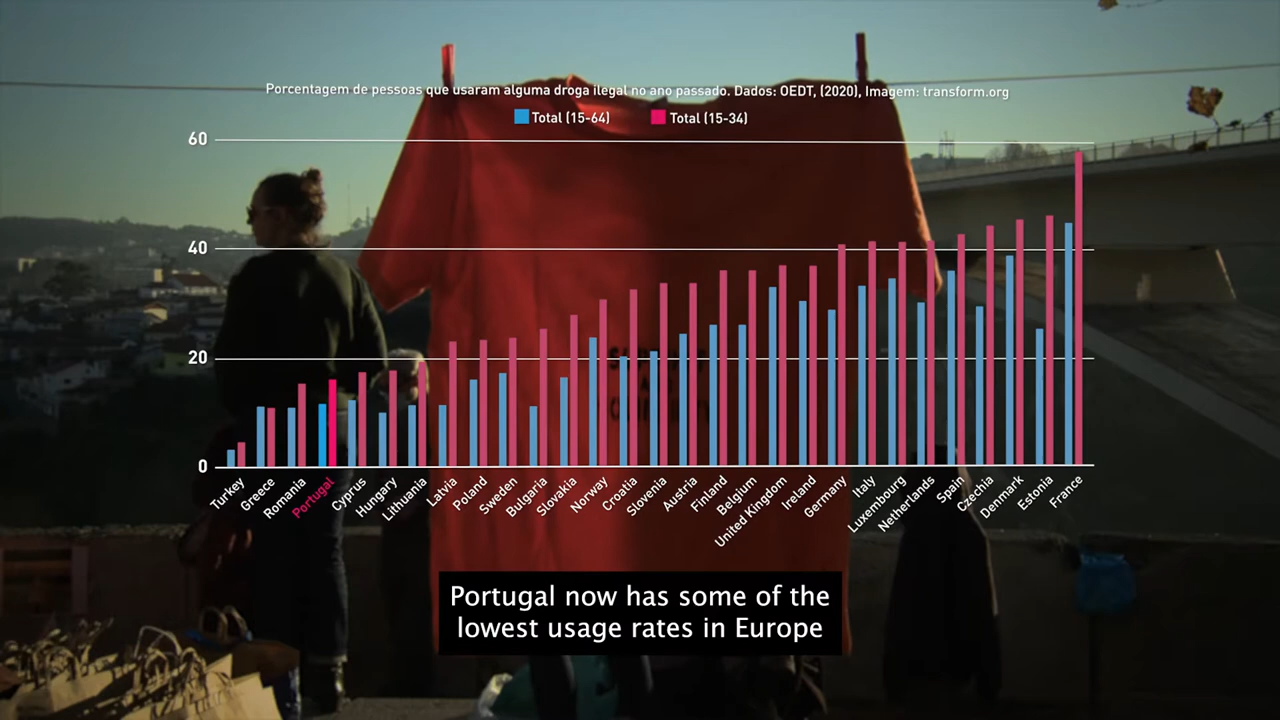 Porcentagem de pessoas que usaram alguma droga ilegal no ano passado. Dados: OEDT, (2020), Imagem: transform.org
Total (15-64) Total (15-34)
60
40
20
0
Turkey Greece Romania Portugal Cyprus Hungary Lithuania Latvia Poland Sweden Bulgaria Slovakia Norway Croatia Slovenia Austria Finland Belgium United Kingdom Ireland Germany Italy Luxembourg Netherlands Spain Czechia Denmark Estonia France
Portugal now has some of the
lowest usage rates in Europe